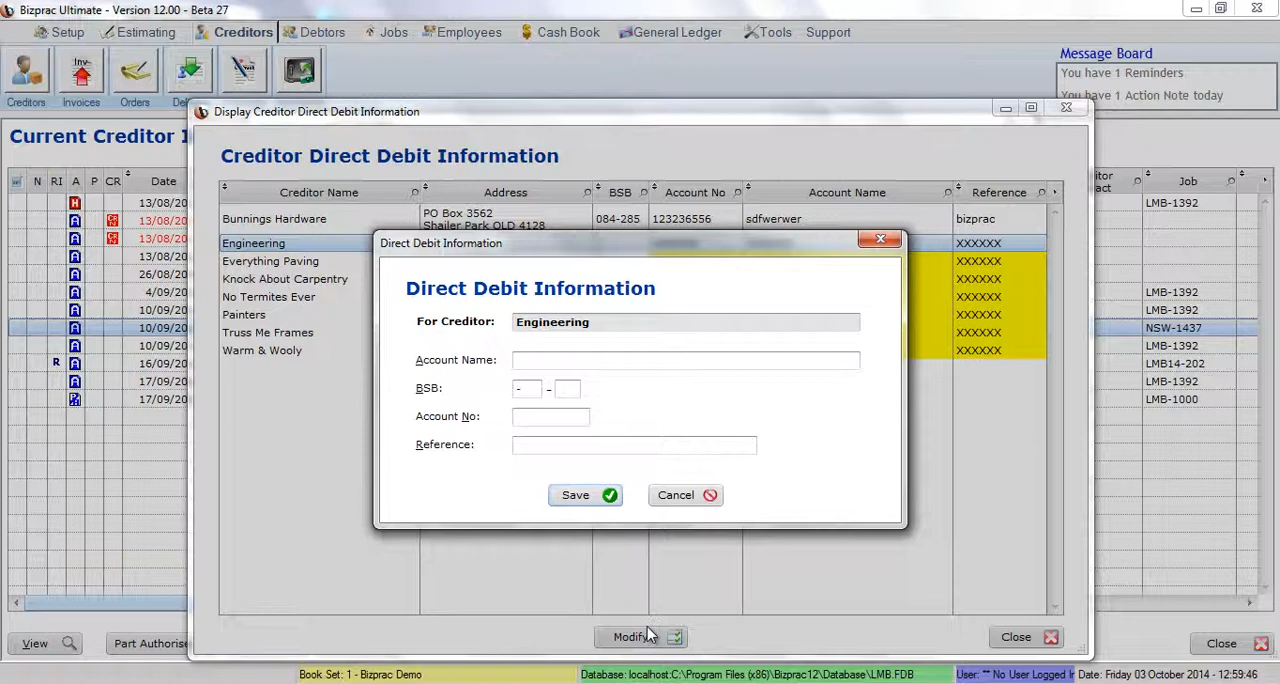 Bizprac Ultimate - Version 12.00 - Beta 27
Setup Estimating Creditors Debtors Jobs Employees Cash Book General Ledger Tools Support
Message Board
You have 1 Reminders
You have 1 Action Note today
Inv-
Creditors Invoices Orders
Display Creditor Direct Debit Information
Current Creditor
Creditor Direct Debit Information
N RI A P CR Date
Creditor Name Address BSB Account No Account Name Reference
Job
Bunnings Hardware PO Box 3562 084-285 123236556 sdfwerwer bizprac
Shailer Park QLD 4128
Engineering XXXXXX
Everything Paving XXXXXX
Knock About Carpentry XXXXXX
No Termites Ever XXXXXX
Painters XXXXXX
Truss Me Frames XXXXXX
Warm & Wooly XXXXXX
H 13/08/20 LMB-1392
A CR 13/08/20
A CR 13/08/20
A 13/08/20
A 26/08/20
A 4/09/20 LMB-1392
A 10/09/20 LMB-1392
A 10/09/20 NSW-1437
A 10/09/20 LMB-1392
R A 16/09/20 LMB14-202
A 17/09/20 LMB-1392
17/09/20 LMB-1000
Direct Debit Information
Direct Debit Information
For Creditor: Engineering
Account Name:
BSB: - -
Account No:
Reference:
Save Cancel
Modify Close
View Part Authoris Close
Book Set: 1 - Bizprac Demo Database: localhost:C:\Program Files (x86)\Bizprac12\Database\LMB.FDB User: ** No User Logged Ir Date: Friday 03 October 2014 - 12:59:46